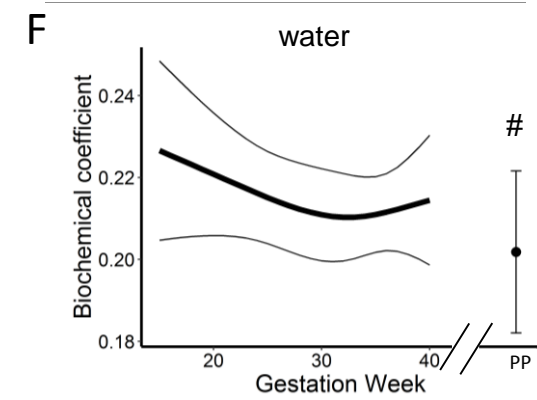 F
water
Biochemical coefficient
0.24
0.22
0.20
0.18
#
20 30 40 PP
Gestation Week